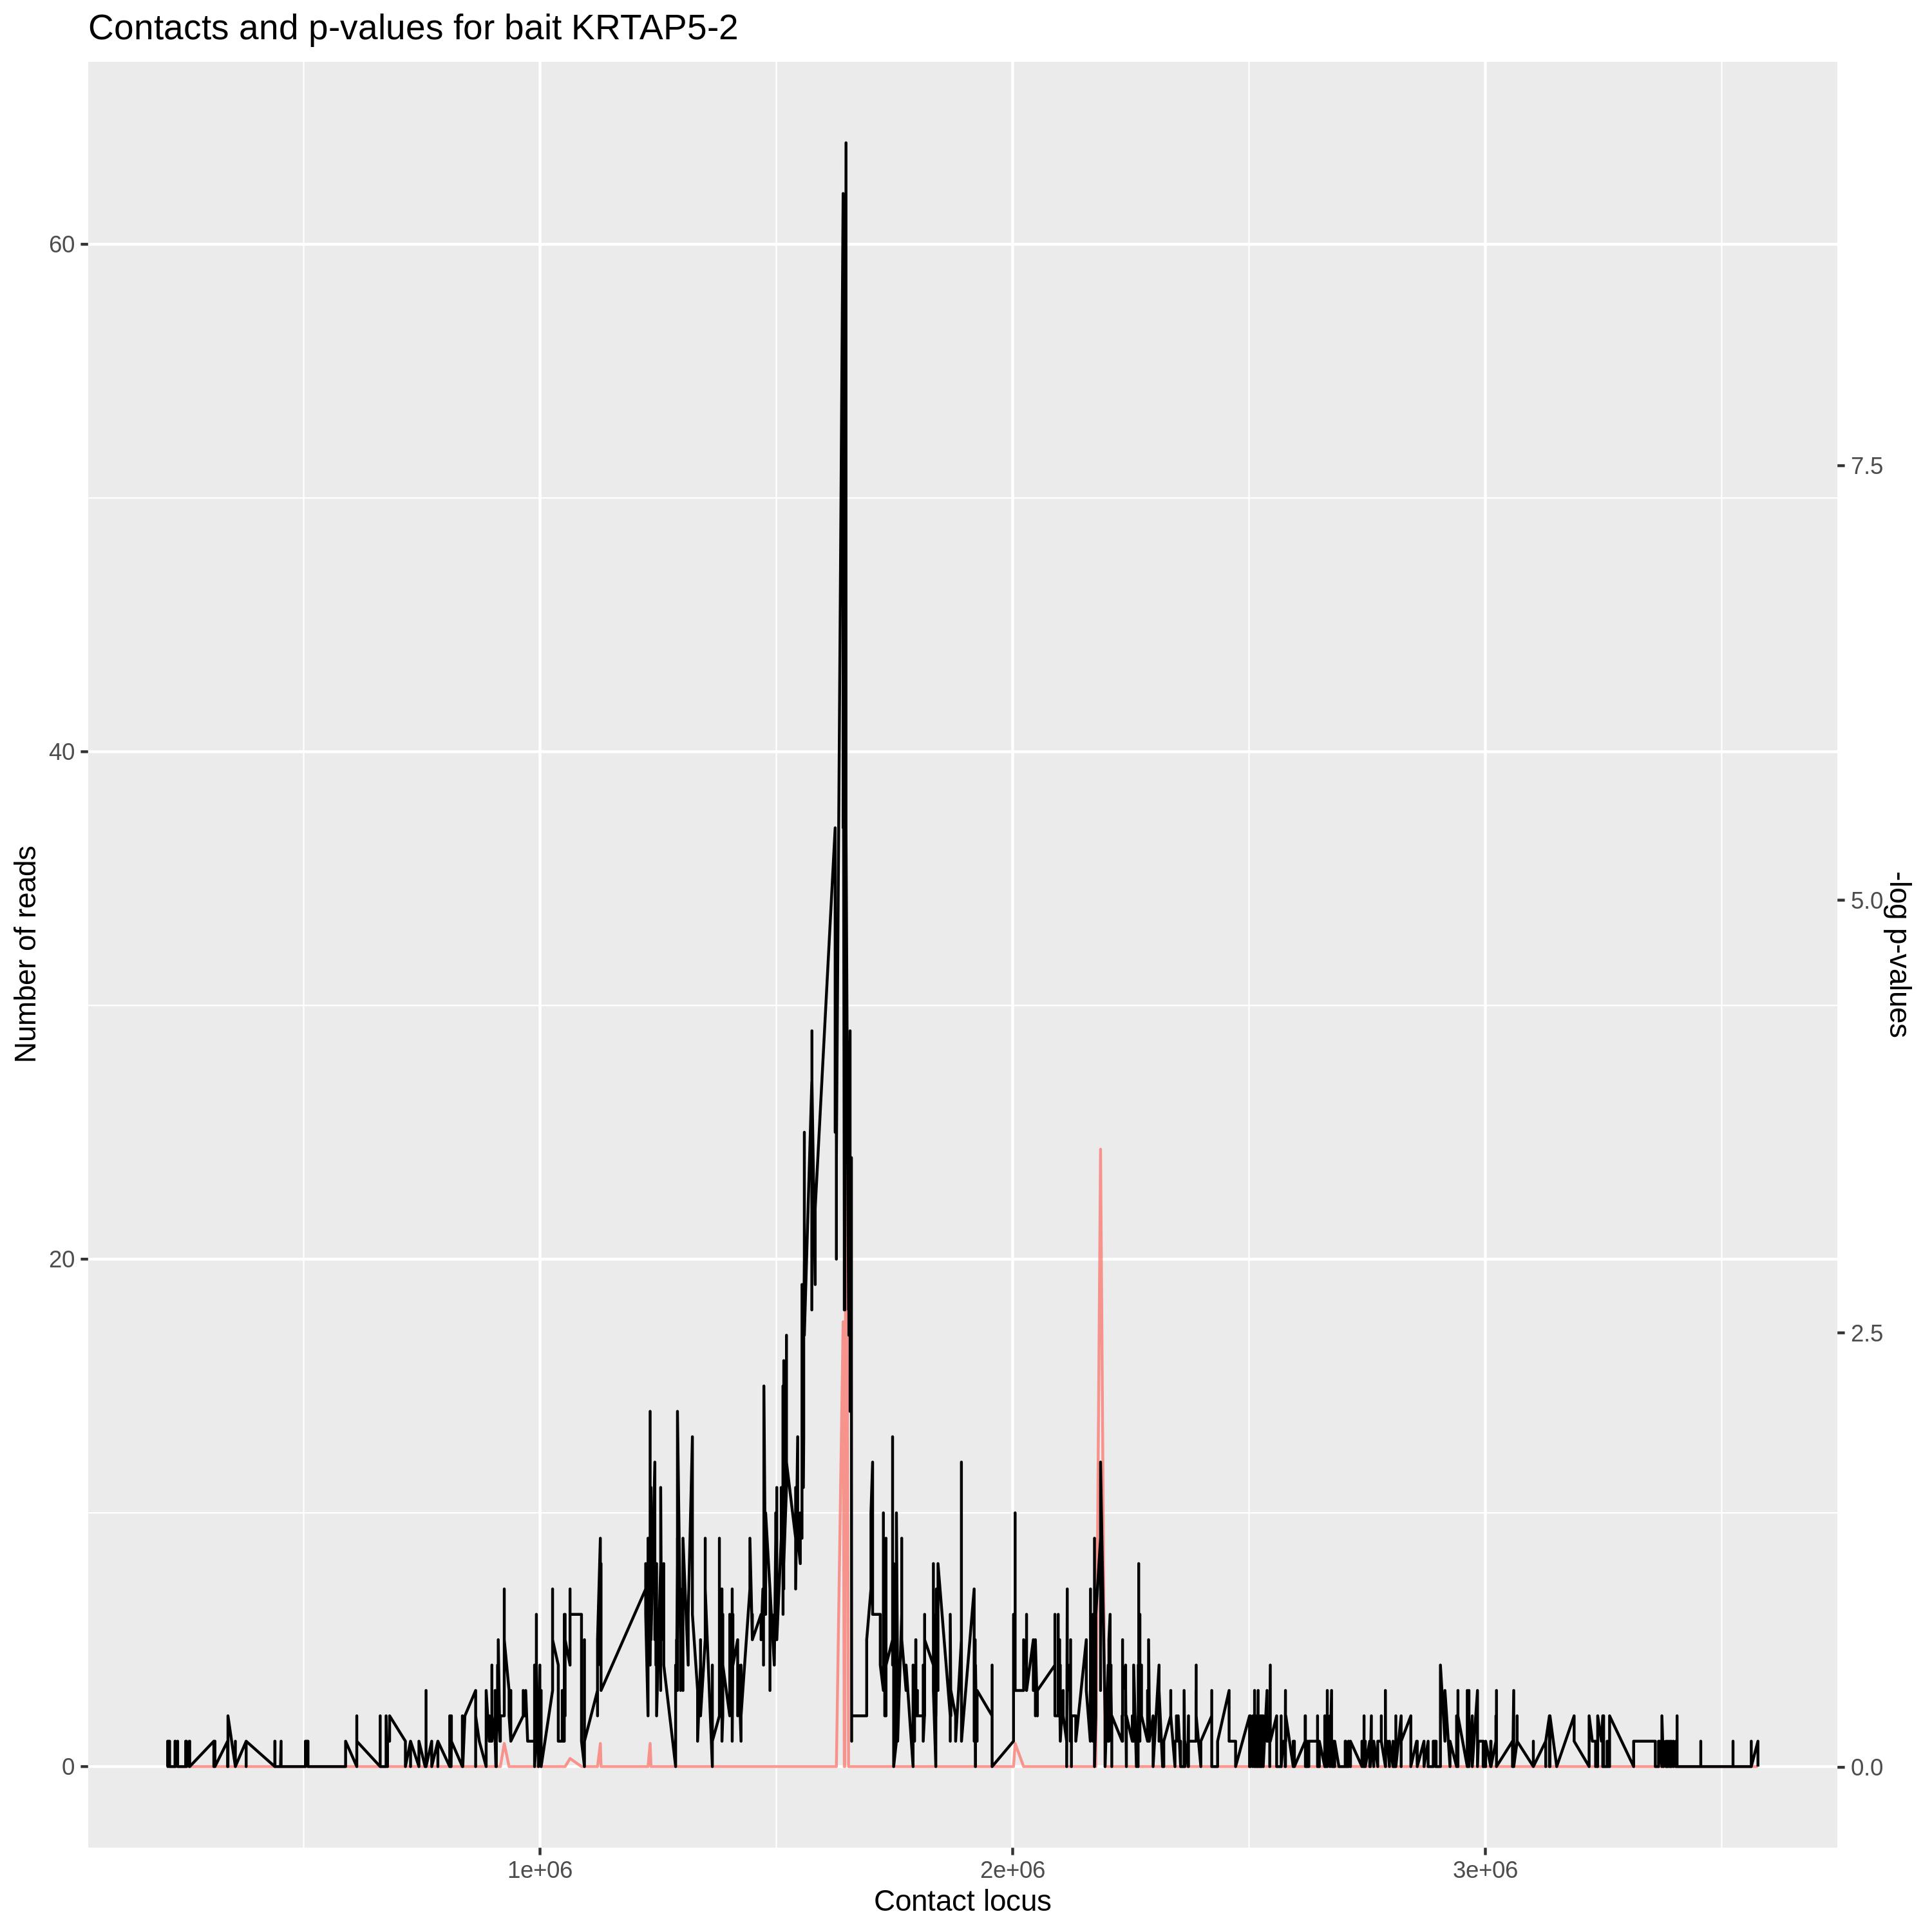 Contacts and p-values for bait KRTAP5-2
60
40
20
0
Number of reads
7.5
5.0
2.5
0.0
-log p-values
1e+06
2e+06
3e+06
Contact locus